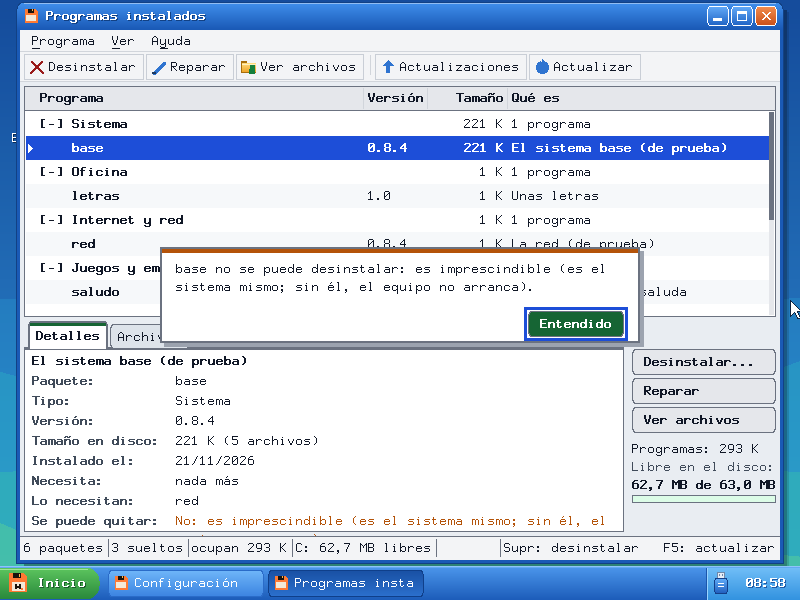 Programas instalados
Programa Ver Ayuda
Desinstalar Reparar Ver archivos Actualizaciones Actualizar
Programa Versión Tamaño Qué es
[-] Sistema 221 K 1 programa
base 0.8.4 221 K El sistema base (de prueba)
[-] Oficina 1 K 1 programa
letras 1.0 1 K Unas letras
[-] Internet y red 1 K 1 programa
red 0.8.4 1 K La red (de prueba)
[-] Juegos y em
saludo saluda
base no se puede desinstalar: es imprescindible (es el
sistema mismo; sin él, el equipo no arranca).
Entendido
Detalles Archiv
El sistema base (de prueba)
Paquete: base
Tipo: Sistema
Versión: 0.8.4
Tamaño en disco: 221 K (5 archivos)
Instalado el: 21/11/2026
Necesita: nada más
Lo necesitan: red
Se puede quitar: No: es imprescindible (es el sistema mismo; sin él, el
Desinstalar...
Reparar
Ver archivos
Programas: 293 K
Libre en el disco:
62,7 MB de 63,0 MB
6 paquetes 3 sueltos ocupan 293 K C: 62,7 MB libres Supr: desinstalar F5: actualizar
Inicio Configuración Programas insta 08:58